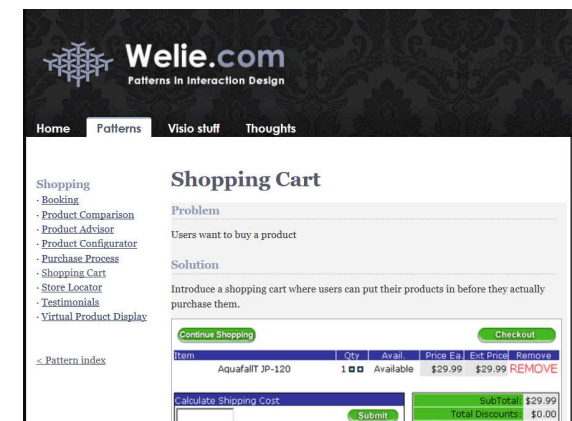 Welie.com
Patterns in Interaction Design
Home Patterns Visio stuff Thoughts
Shopping
· Booking
· Product Comparison
· Product Advisor
· Product Configurator
· Purchase Process
· Shopping Cart
· Store Locator
· Testimonials
· Virtual Product Display
< Pattern index
Shopping Cart
Problem
Users want to buy a product
Solution
Introduce a shopping cart where users can put their products in before they actually
purchase them.
Continue Shopping Checkout
Item Qty Avail. Price Ea. Ext Price Remove
AquafallT JP-120 1 Available $29.99 $29.99 REMOVE
Calculate Shipping Cost
Submit
SubTotal: $29.99
Total Discounts: $0.00